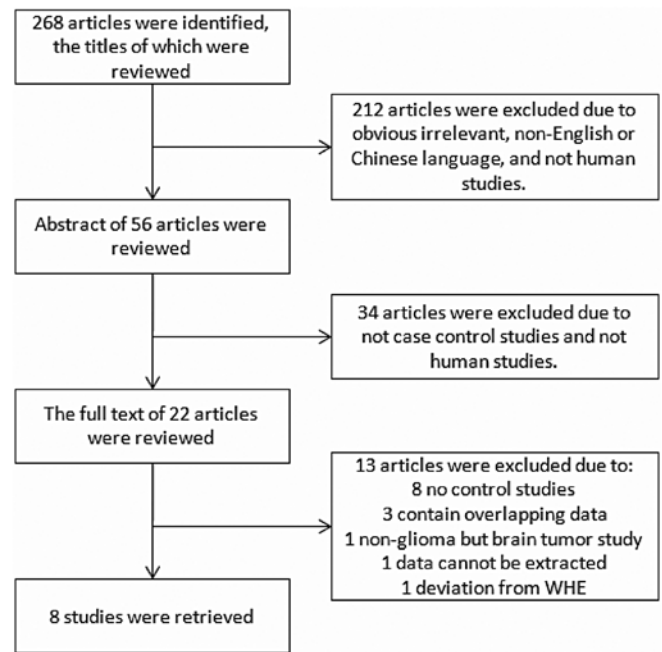 268 articles were identified,
the titles of which were
reviewed
212 articles were excluded due to
obvious irrelevant, non-English or
Chinese language, and not human
studies.
Abstract of 56 articles were
reviewed
34 articles were excluded due to
not case control studies and not
human studies.
The full text of 22 articles
were reviewed
13 articles were excluded due to:
8 no control studies
3 contain overlapping data
1 non-glioma but brain tumor study
1 data cannot be extracted
1 deviation from WHE
8 studies were retrieved